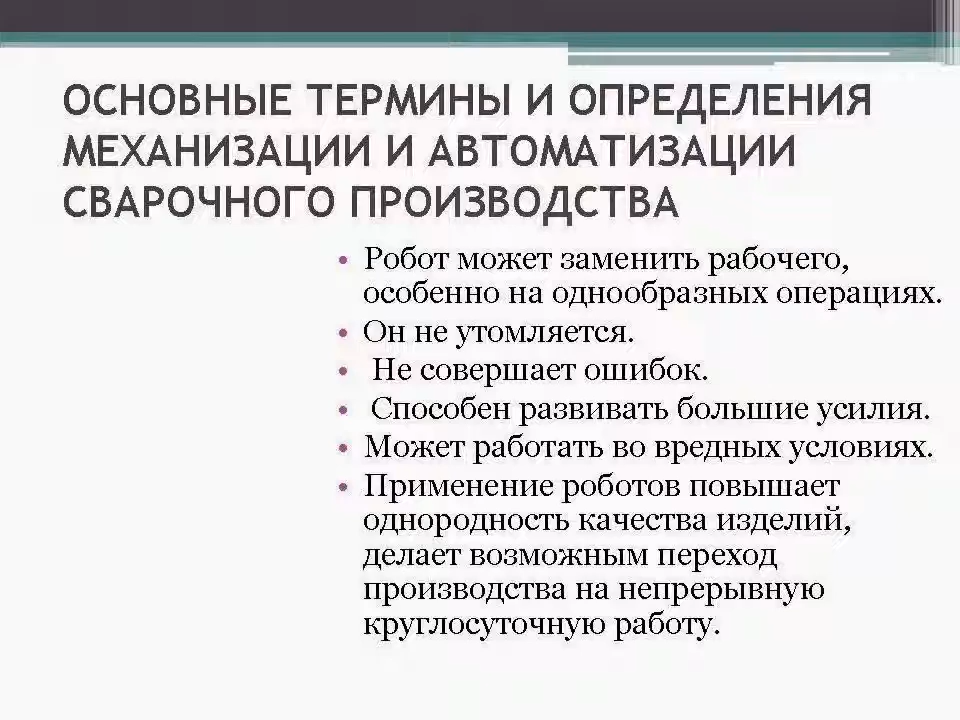 ОСНОВНЫЕ ТЕРМИНЫ И ОПРЕДЕЛЕНИЯ
МЕХАНИЗАЦИИ И АВТОМАТИЗАЦИИ
СВАРОЧНОГО ПРОИЗВОДСТВА
• Робот может заменить рабочего,
особенно на однообразных операциях.
• Он не утомляется.
• Не совершает ошибок.
• Способен развивать большие усилия.
• Может работать во вредных условиях.
• Применение роботов повышает
однородность качества изделий,
делает возможным переход
производства на непрерывную
круглосуточную работу.